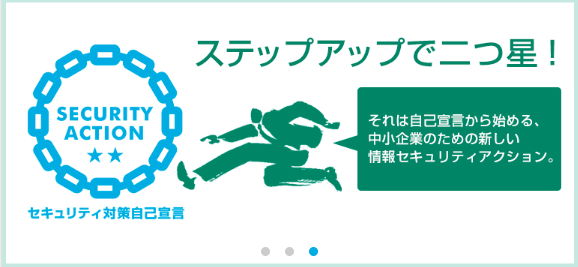 ステップアップで二つ星！
SECURITY
ACTION
★★
セキュリティ対策自己宣言
それは自己宣言から始める、
中小企業のための新しい
情報セキュリティアクション。